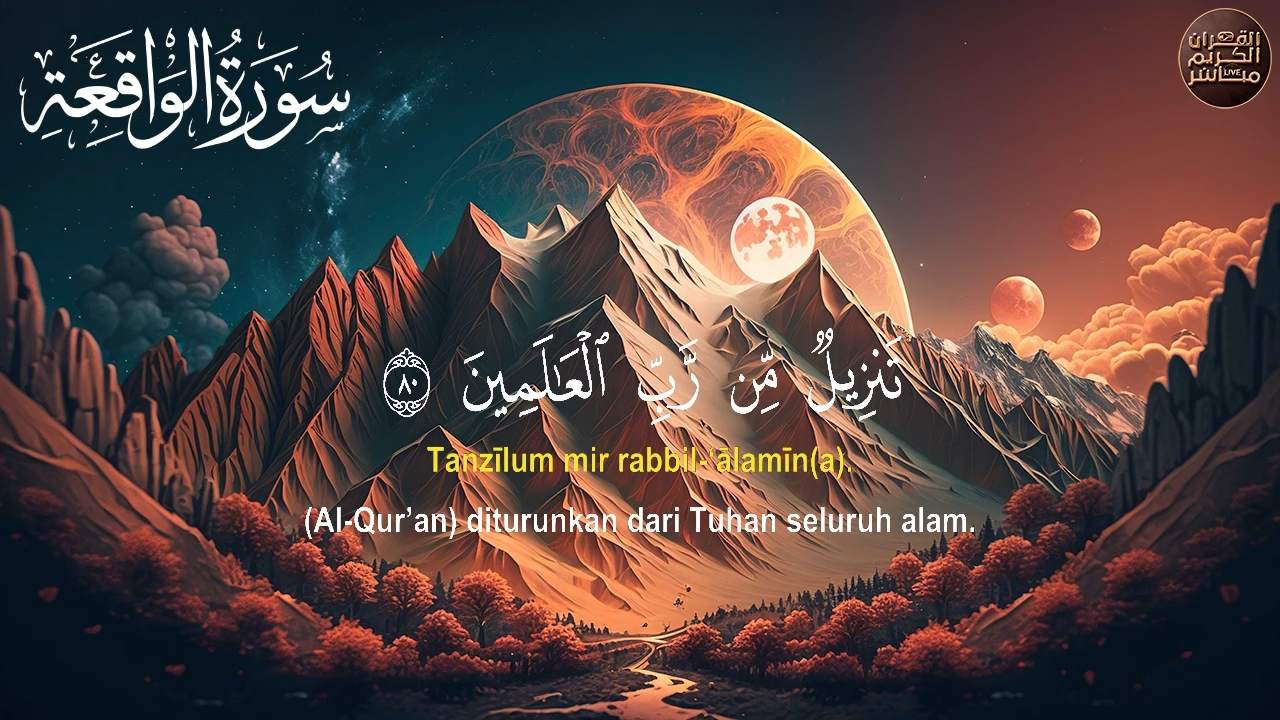 سُورَةُ الوَاقِعَةِ
القرآن
الكريم
LIVE
مباشر
تَنزِيلٌ مِّن رَّبِّ ٱلْعَـٰلَمِينَ ٨٠
Tanzīlum mir rabbil-‘ālamīn(a).
(Al-Qur’an) diturunkan dari Tuhan seluruh alam.